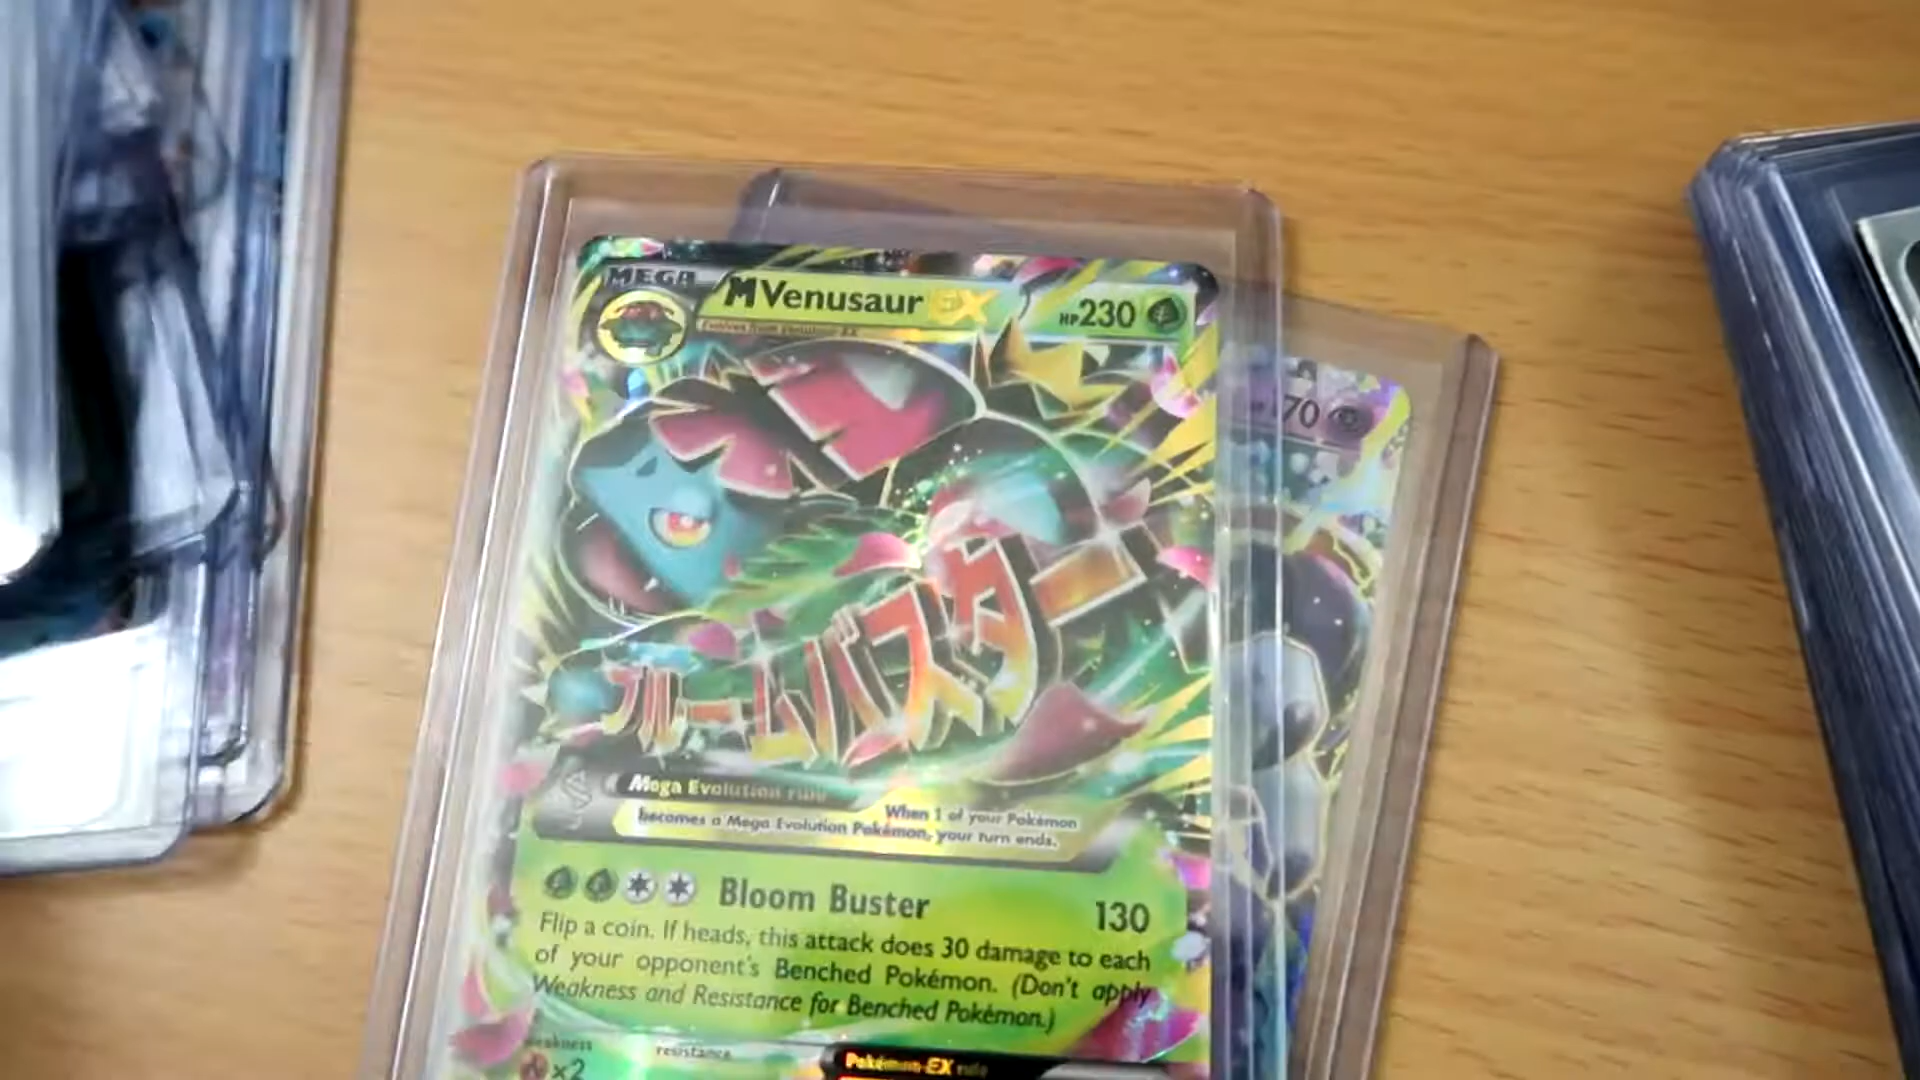 MEGA
M Venusaur EX HP230
Evolves from Venusaur-EX
70
ブルームバスター
Mega Evolution rule
When 1 of your Pokémon
becomes a Mega Evolution Pokémon, your turn ends.
Bloom Buster 130
Flip a coin. If heads, this attack does 30 damage to each
of your opponent's Benched Pokémon. (Don't apply
Weakness and Resistance for Benched Pokémon.)
weakness resistance
×2
Pokémon-EX rule